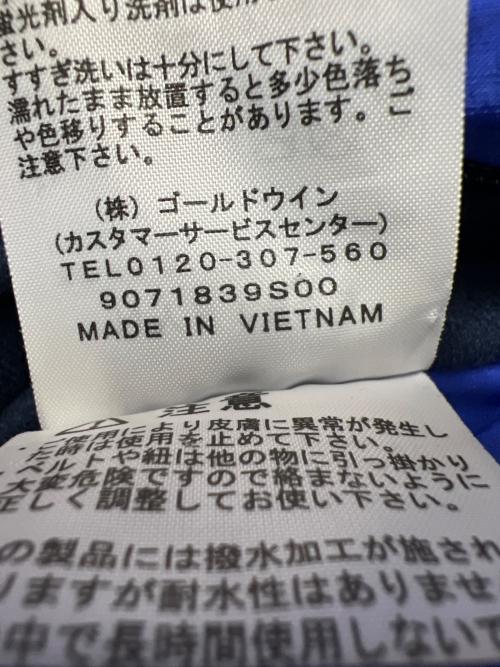 蛍光剤入り洗剤は使用
さい。
すすぎ洗いは十分にして下さい。
濡れたまま放置すると多少色落ち
や色移りすることがあります。ご
注意下さい。
(株) ゴールドウイン
(カスタマーサービスセンター)
TEL0120-307-560
9071839S00
MADE IN VIETNAM
注意
ご使用により皮膚に異常が発生し
た時は使用を止めて下さい。
ベルトや紐は他の物に引っ掛かり
大変危険ですので絡まないように
正しく調整してお使い下さい。
の製品には撥水加工が施され
りますが耐水性はありませ
中で長時間使用しないで